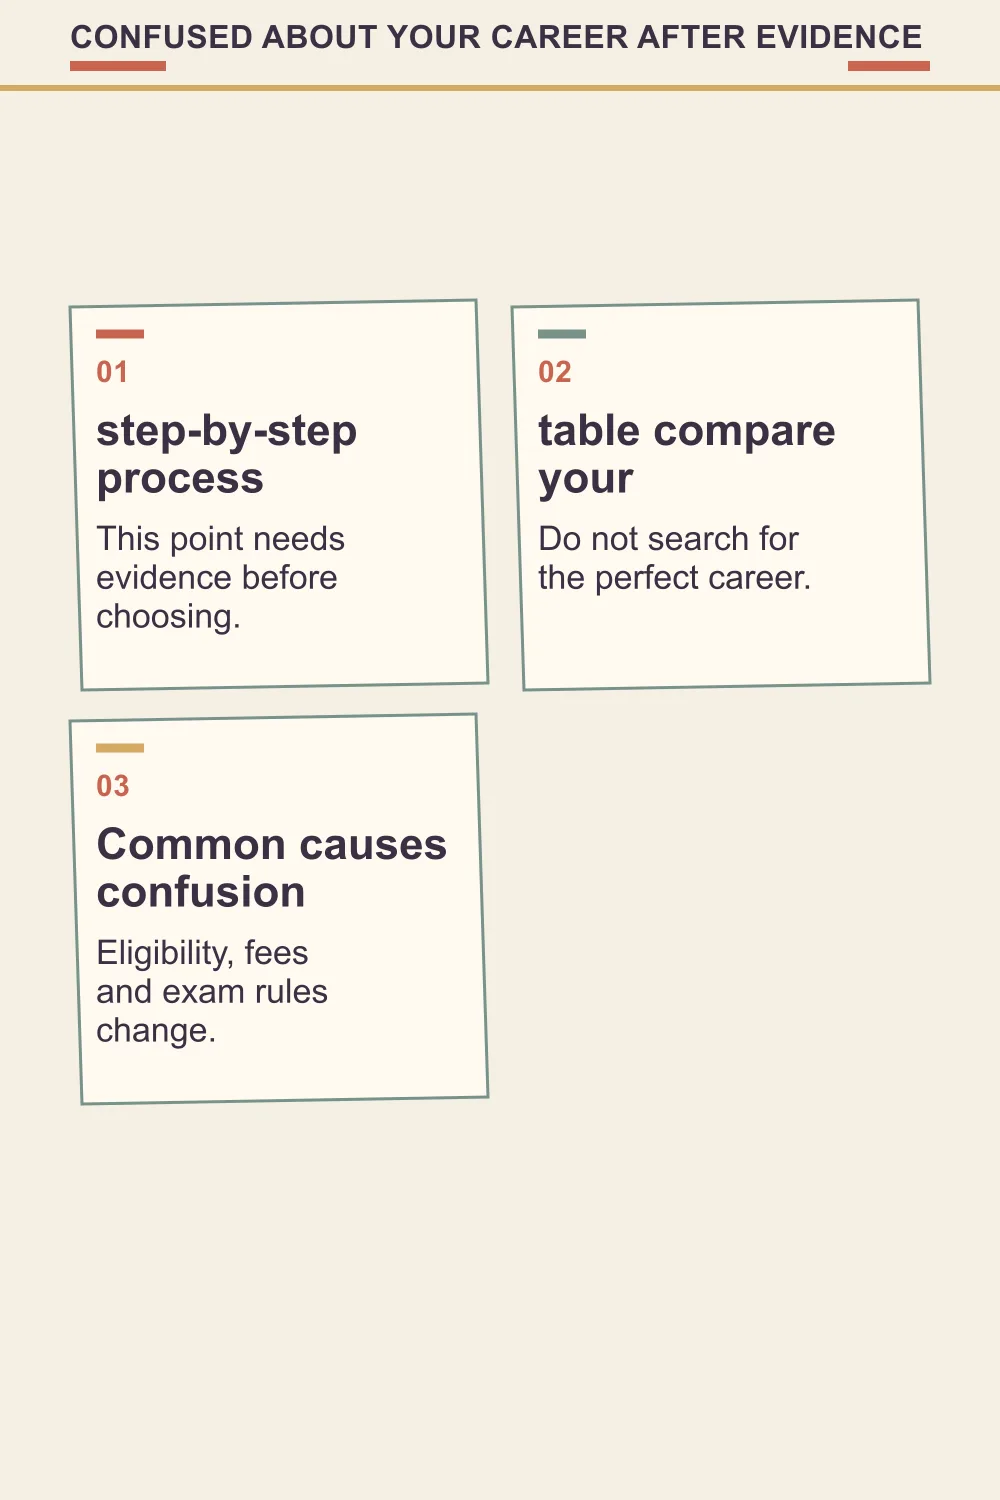 CONFUSED ABOUT YOUR CAREER AFTER EVIDENCE
01
step-by-step
process
This point needs
evidence before
choosing.
02
table compare
your
Do not search for
the perfect career.
03
Common causes
confusion
Eligibility, fees
and exam rules
change.